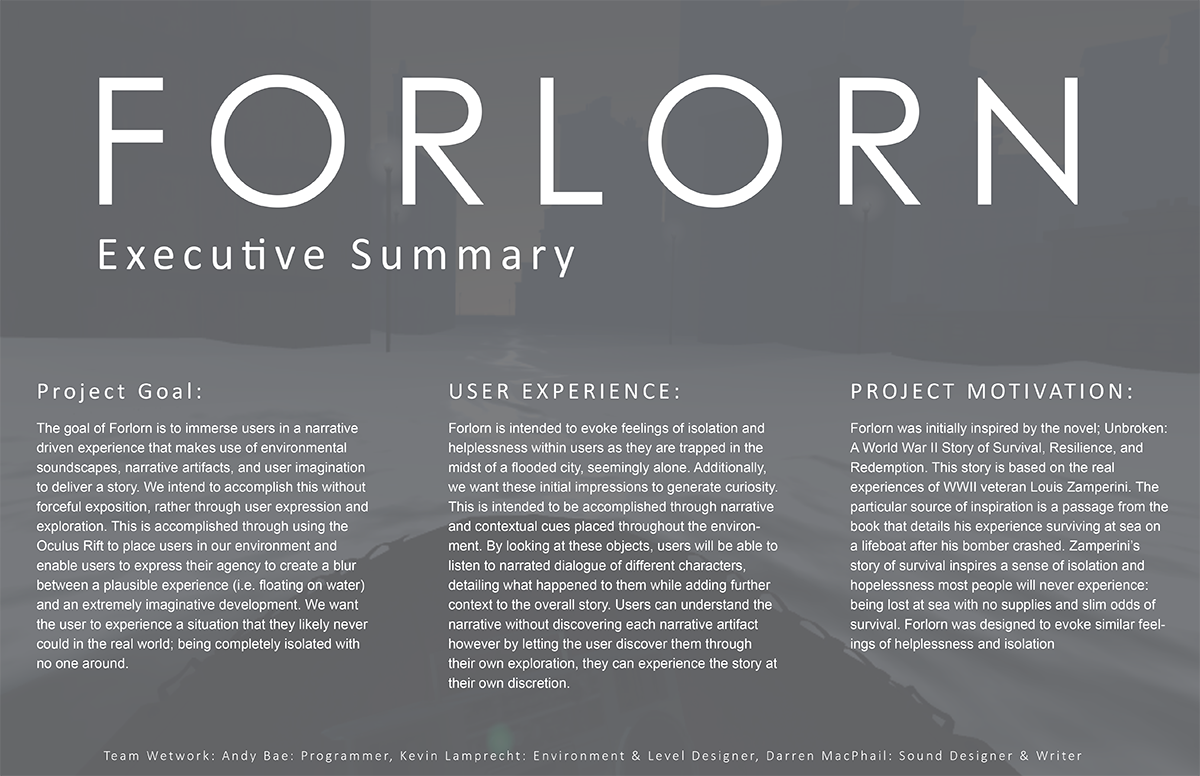 FORLORN
Executive Summary
Project Goal:
The goal of Forlorn is to immerse users in a narrative
driven experience that makes use of environmental
soundscapes, narrative artifacts, and user imagination
to deliver a story. We intend to accomplish this without
forceful exposition, rather through user expression and
exploration. This is accomplished through using the
Oculus Rift to place users in our environment and
enable users to express their agency to create a blur
between a plausible experience (i.e. floating on water)
and an extremely imaginative development. We want
the user to experience a situation that they likely never
could in the real world; being completely isolated with
no one around.
USER EXPERIENCE:
Forlorn is intended to evoke feelings of isolation and
helplessness within users as they are trapped in the
midst of a flooded city, seemingly alone. Additionally,
we want these initial impressions to generate curiosity.
This is intended to be accomplished through narrative
and contextual cues placed throughout the environ-
ment. By looking at these objects, users will be able to
listen to narrated dialogue of different characters,
detailing what happened to them while adding further
context to the overall story. Users can understand the
narrative without discovering each narrative artifact
however by letting the user discover them through
their own exploration, they can experience the story at
their own discretion.
PROJECT MOTIVATION:
Forlorn was initially inspired by the novel; Unbroken:
A World War II Story of Survival, Resilience, and
Redemption. This story is based on the real
experiences of WWII veteran Louis Zamperini. The
particular source of inspiration is a passage from the
book that details his experience surviving at sea on
a lifeboat after his bomber crashed. Zamperini's
story of survival inspires a sense of isolation and
hopelessness most people will never experience:
being lost at sea with no supplies and slim odds of
survival. Forlorn was designed to evoke similar feel-
ings of helplessness and isolation
Team Wetwork: Andy Bae: Programmer, Kevin Lamprecht: Environment & Level Designer, Darren MacPhail: Sound Designer & Writer